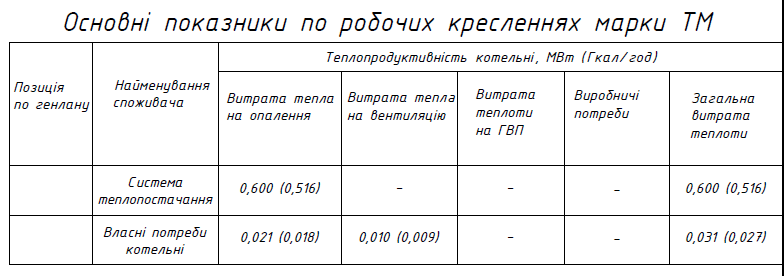 Основні показники по робочих кресленнях марки ТМ
Позиція
по генлану
Найменування
споживача
Теплопродуктивність котельні, МВт (Гкал/год)
Витрата тепла
на опалення
Витрата тепла
на вентиляцію
Витрата
теплоти
на ГВП
Виробничі
потреби
Загальна
витрата
теплоти
Система
теплопостачання
0,600 (0,516)
–
–
–
0,600 (0,516)
Власні потреби
котельні
0,021 (0,018)
0,010 (0,009)
–
–
0,031 (0,027)